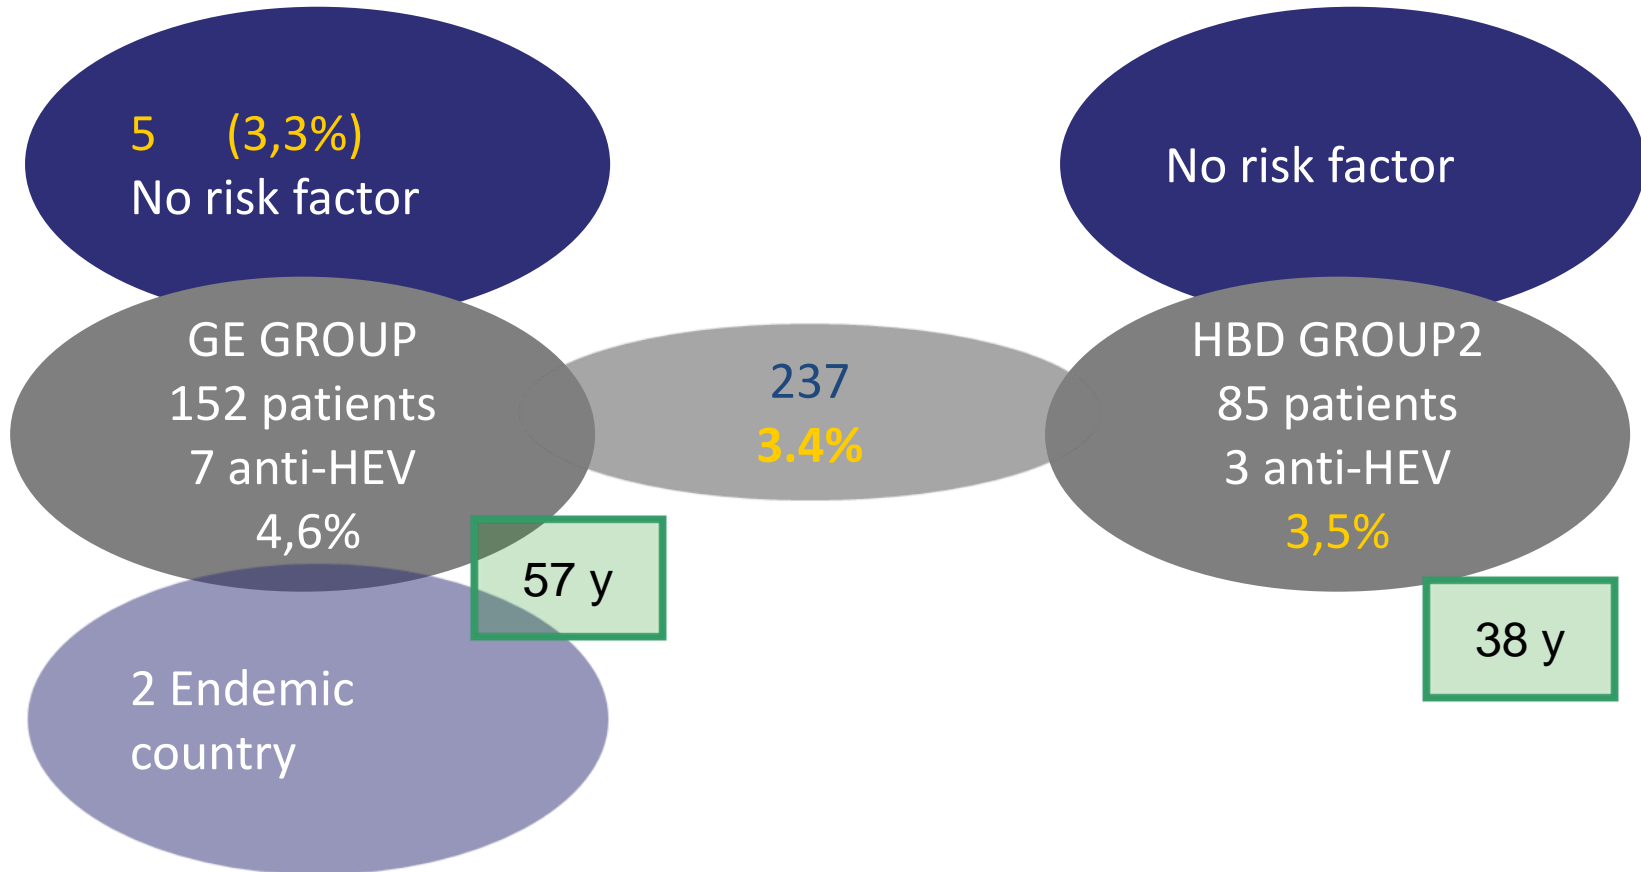 5 (3,3%)
No risk factor
GE GROUP
152 patients
7 anti-HEV
4,6%
57 y
2 Endemic
country
237
3.4%
No risk factor
HBD GROUP2
85 patients
3 anti-HEV
3,5%
38 y